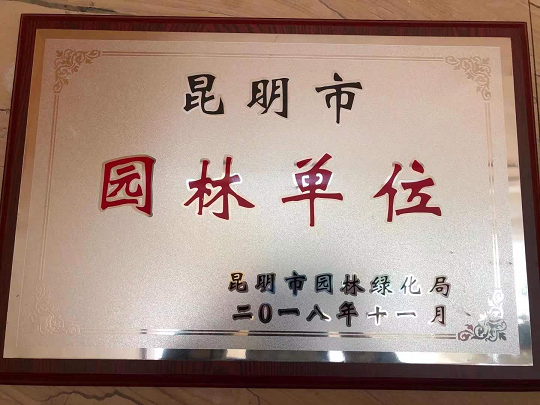 昆明市
园林单位
昆明市园林绿化局
二0一八年十一月